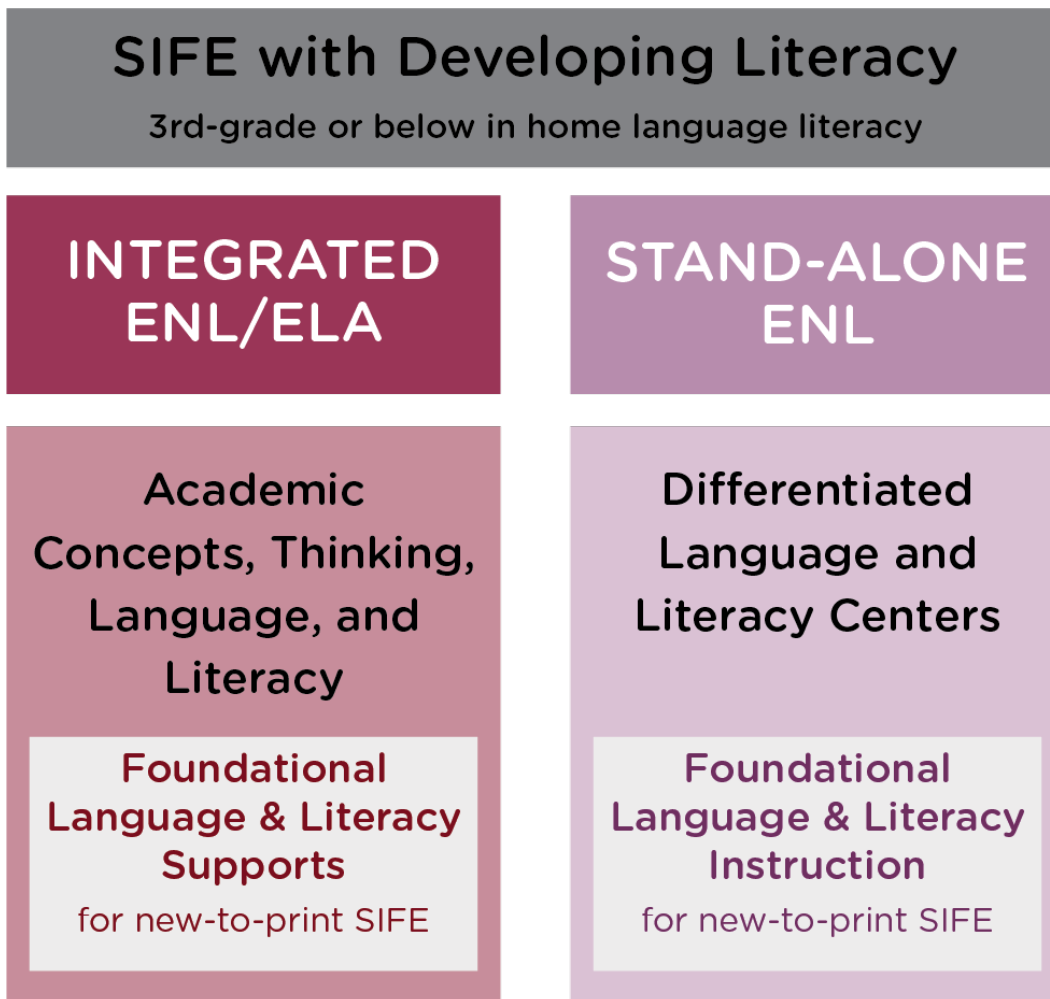 SIFE with Developing Literacy
3rd-grade or below in home language literacy
INTEGRATED
ENL/ELA
Academic
Concepts, Thinking,
Language, and
Literacy
Foundational
Language & Literacy
Supports
for new-to-print SIFE
STAND-ALONE
ENL
Differentiated
Language and
Literacy Centers
Foundational
Language & Literacy
Instruction
for new-to-print SIFE